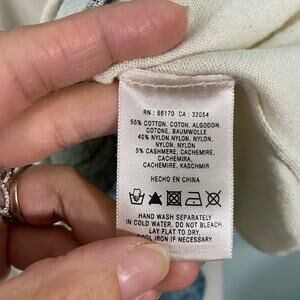 RN : 66170 CA : 32054
55% COTTON, COTON, ALGODON,
COTONE, BAUMWOLLE
40% NYLON, NYLON, NYLON,
NYLON, NYLON
5% CASHMERE, CACHEMIRE,
CACHEMIRA,
CACHEMIRE, KASCHMIR
HECHO EN CHINA
HAND WASH SEPARATELY
IN COLD WATER. DO NOT BLEACH.
LAY FLAT TO DRY.
COOL IRON IF NECESSARY